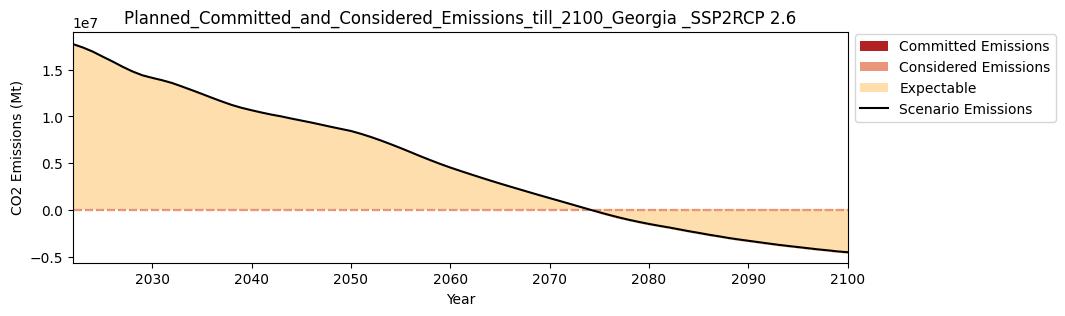 Planned_Committed_and_Considered_Emissions_till_2100_Georgia _SSP2RCP 2.6
1e7
1.5
1.0
0.5
0.0
−0.5
CO2 Emissions (Mt)
2030 2040 2050 2060 2070 2080 2090 2100
Year
Committed Emissions
Considered Emissions
Expectable
Scenario Emissions